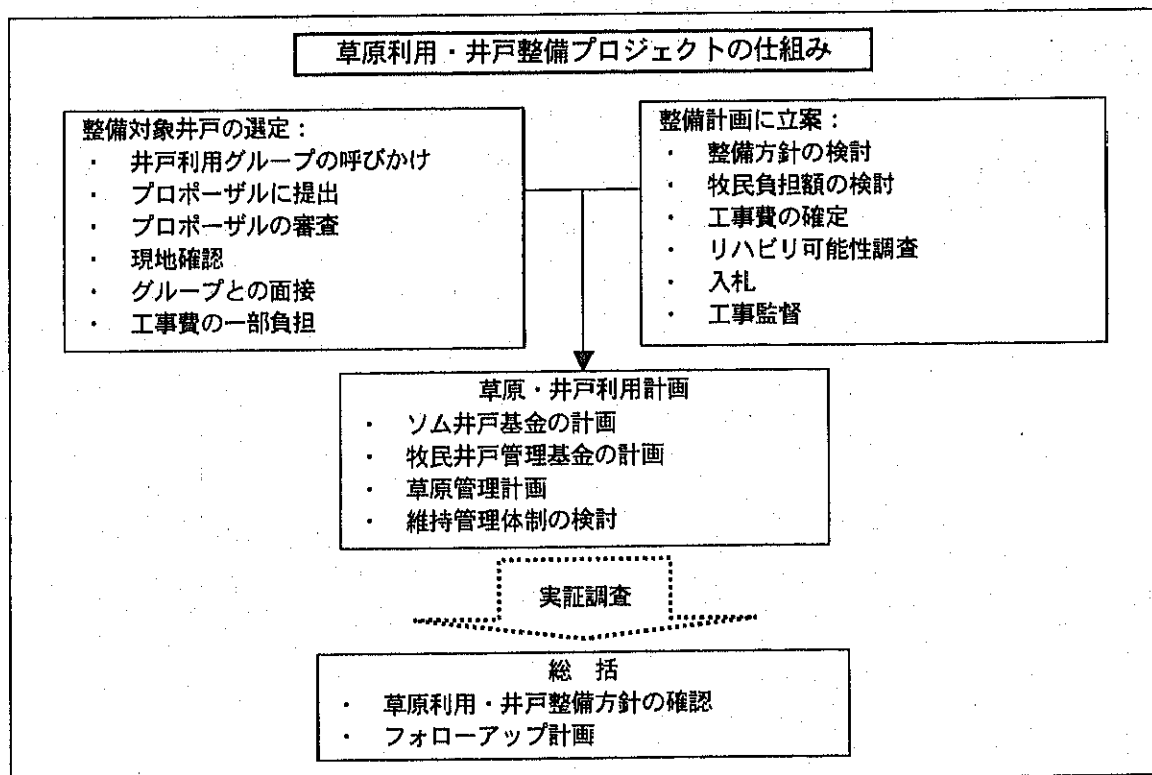 草原利用・井戸整備プロジェクトの仕組み
整備対象井戸の選定：
・ 井戸利用グループの呼びかけ
・ プロポーザルに提出
・ プロポーザルの審査
・ 現地確認
・ グループとの面接
・ 工事費の一部負担
整備計画に立案：
・ 整備方針の検討
・ 牧民負担額の検討
・ 工事費の確定
・ リハビリ可能性調査
・ 入札
・ 工事監督
草原・井戸利用計画
・ ソム井戸基金の計画
・ 牧民井戸管理基金の計画
・ 草原管理計画
・ 維持管理体制の検討
実証調査
総 括
・ 草原利用・井戸整備方針の確認
・ フォローアップ計画